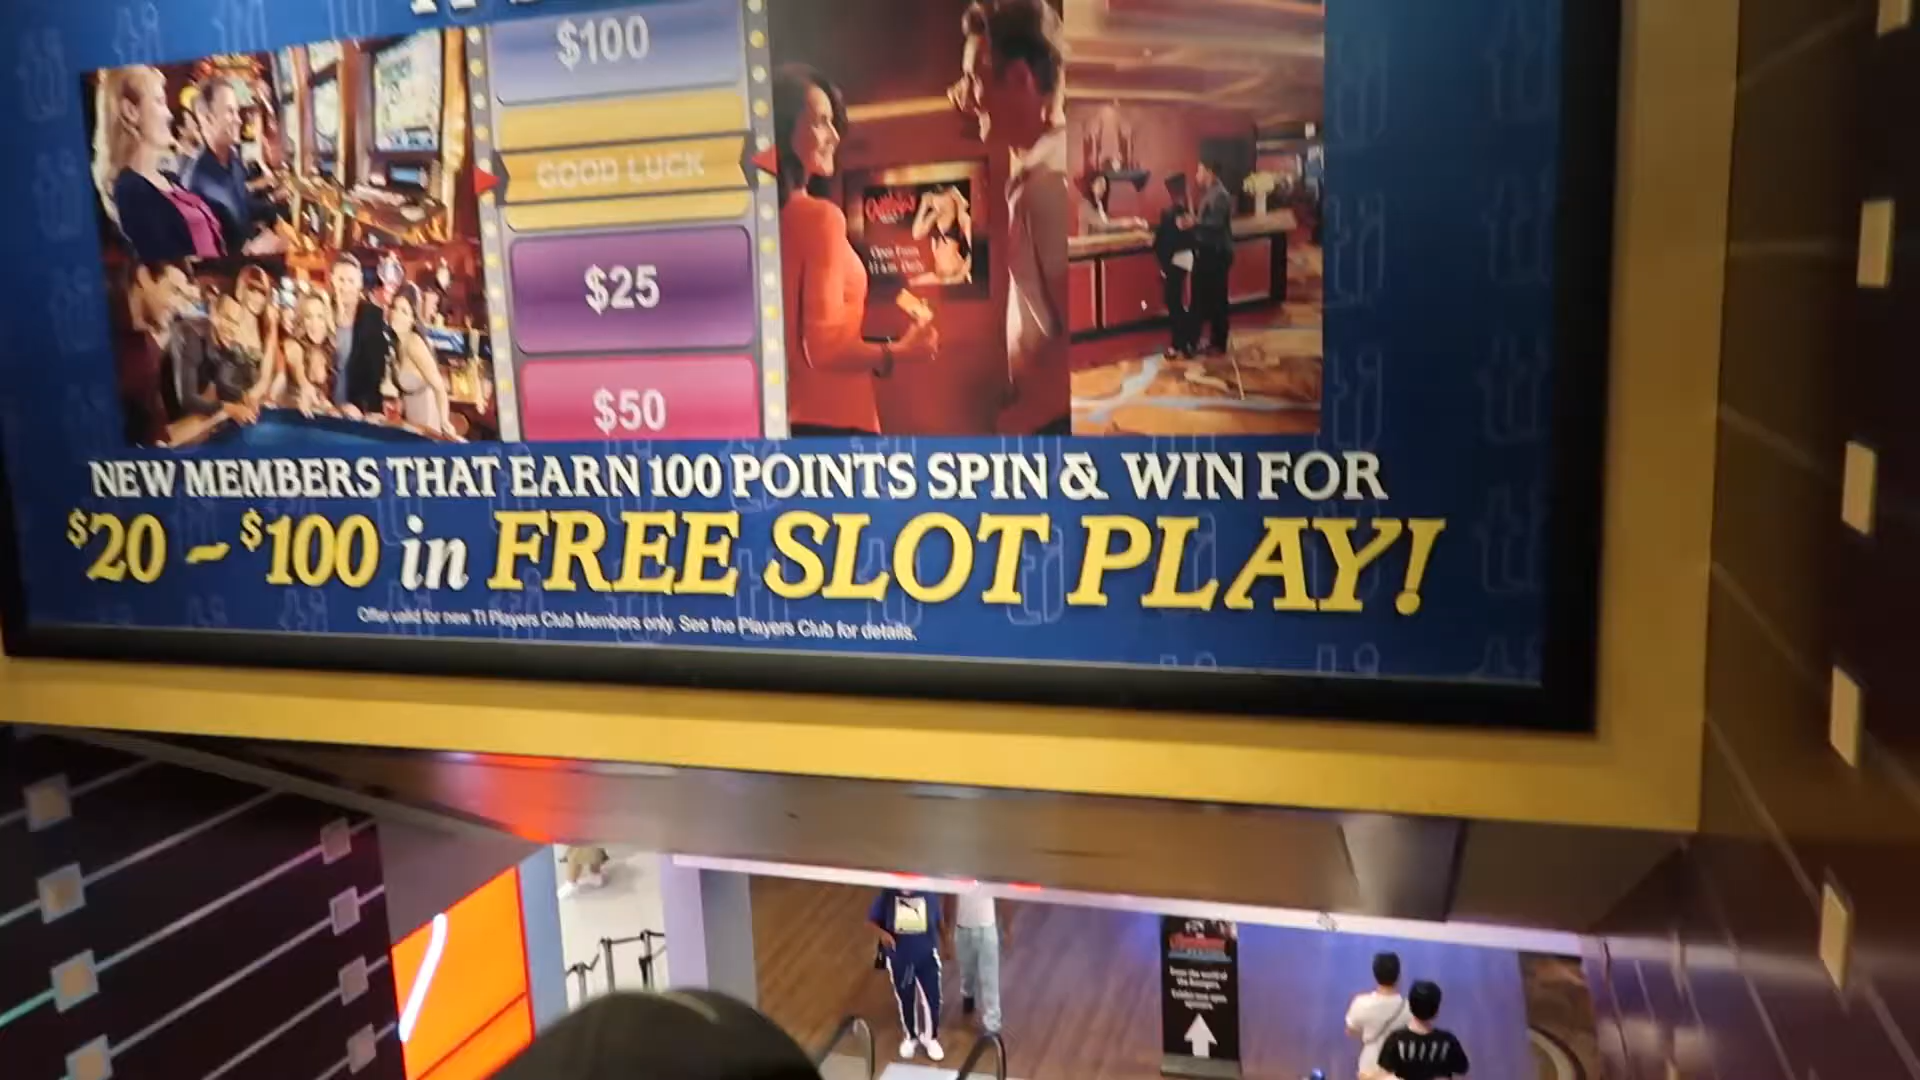 $100
GOOD LUCK
$25
$50
NEW MEMBERS THAT EARN 100 POINTS SPIN & WIN FOR
$20 ~ $100 in FREE SLOT PLAY!
Offer valid for new TI Players Club Members only. See the Players Club for details.